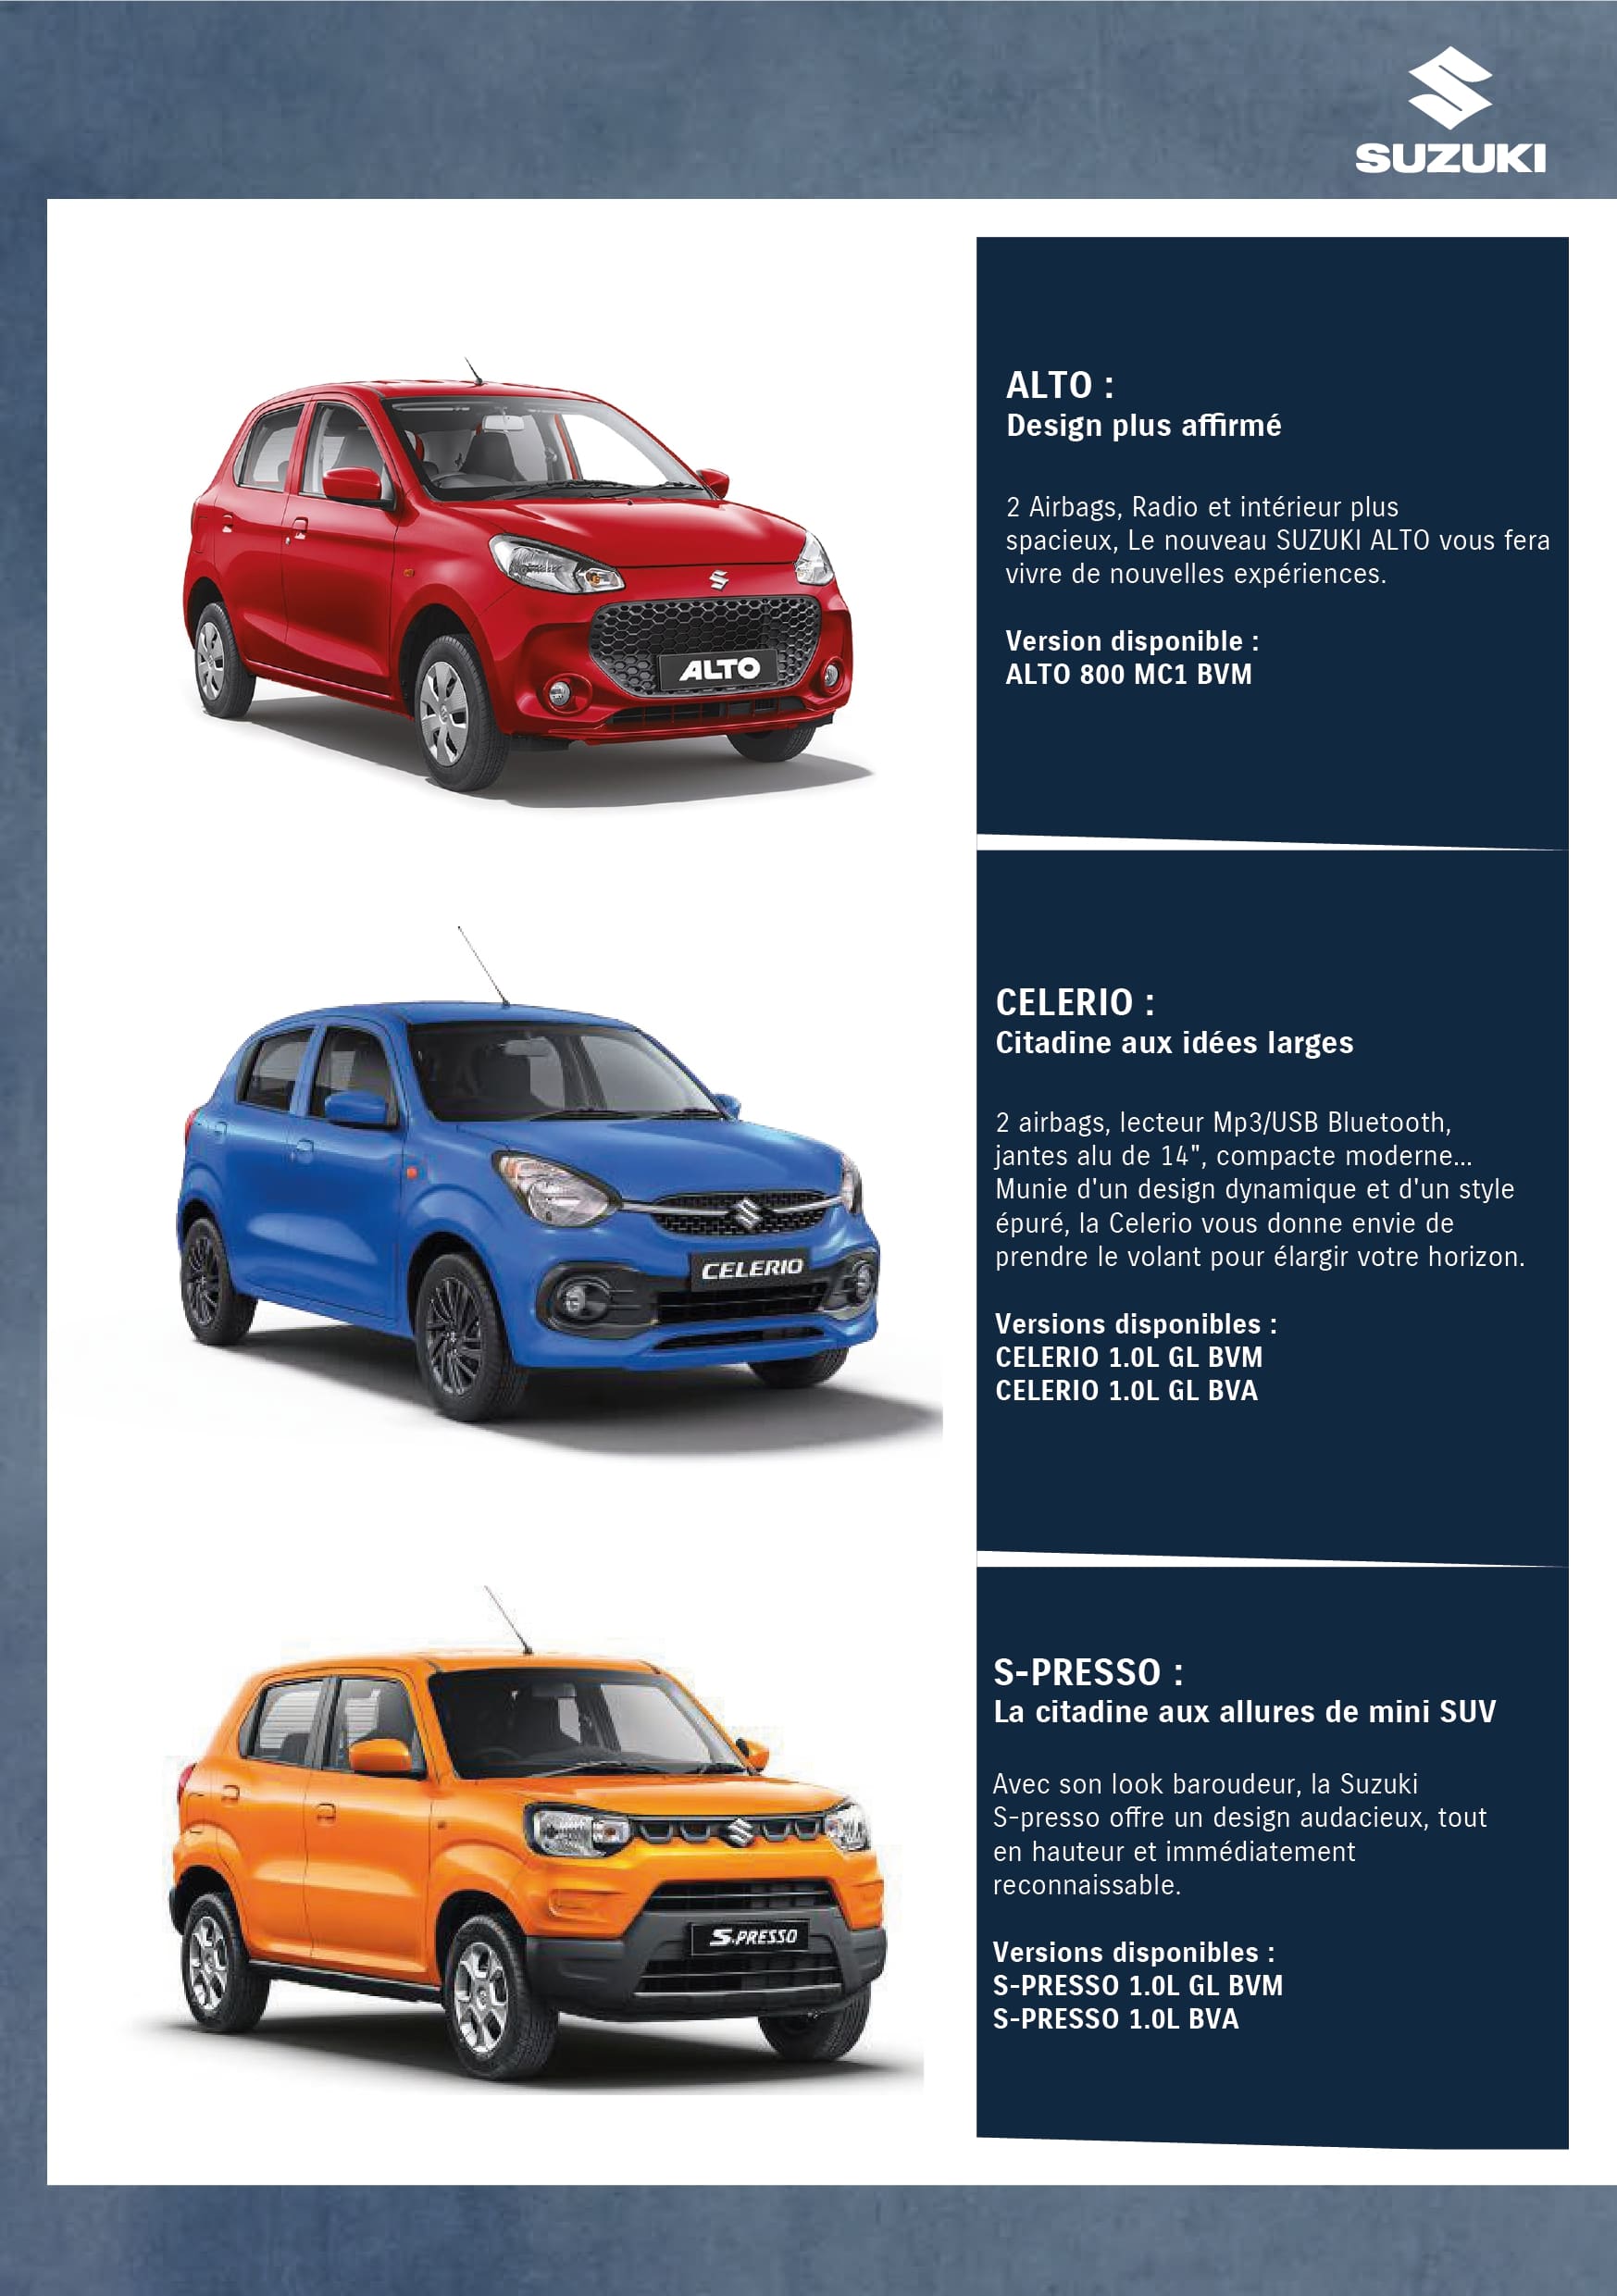 SUZUKI
ALTO :
Design plus affirmé
2 Airbags, Radio et intérieur plus
spacieux, Le nouveau SUZUKI ALTO vous fera
vivre de nouvelles expériences.
Version disponible :
ALTO 800 MC1 BVM
ALTO
CELERIO :
Citadine aux idées larges
2 airbags, lecteur Mp3/USB Bluetooth,
jantes alu de 14", compacte moderne...
Munie d'un design dynamique et d'un style
épuré, la Celerio vous donne envie de
prendre le volant pour élargir votre horizon.
Versions disponibles :
CELERIO 1.0L GL BVM
CELERIO 1.0L GL BVA
CELERIO
S-PRESSO :
La citadine aux allures de mini SUV
Avec son look baroudeur, la Suzuki
S-presso offre un design audacieux, tout
en hauteur et immédiatement
reconnaissable.
Versions disponibles :
S-PRESSO 1.0L GL BVM
S-PRESSO 1.0L BVA
S-PRESSO